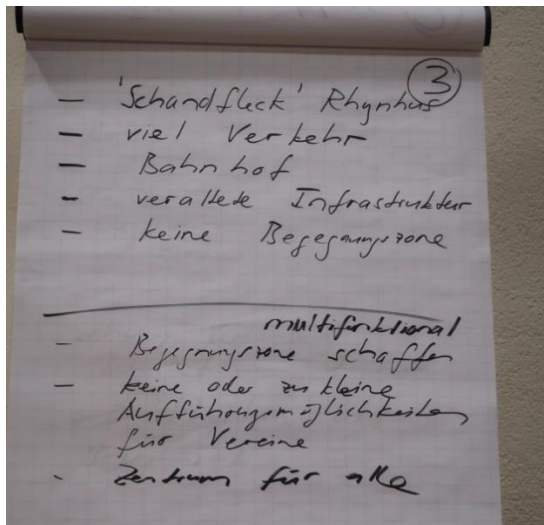 3
- 'Schandfleck' Rhynhus
- viel Verkehr
- Bahnhof
- veraltete Infrastruktur
- keine Begegnungszone
multifunktional
- Begegnungszone schaffen
- keine oder zu kleine
Aufführungsmöglichkeiten
für Vereine
- Zentrum für alle